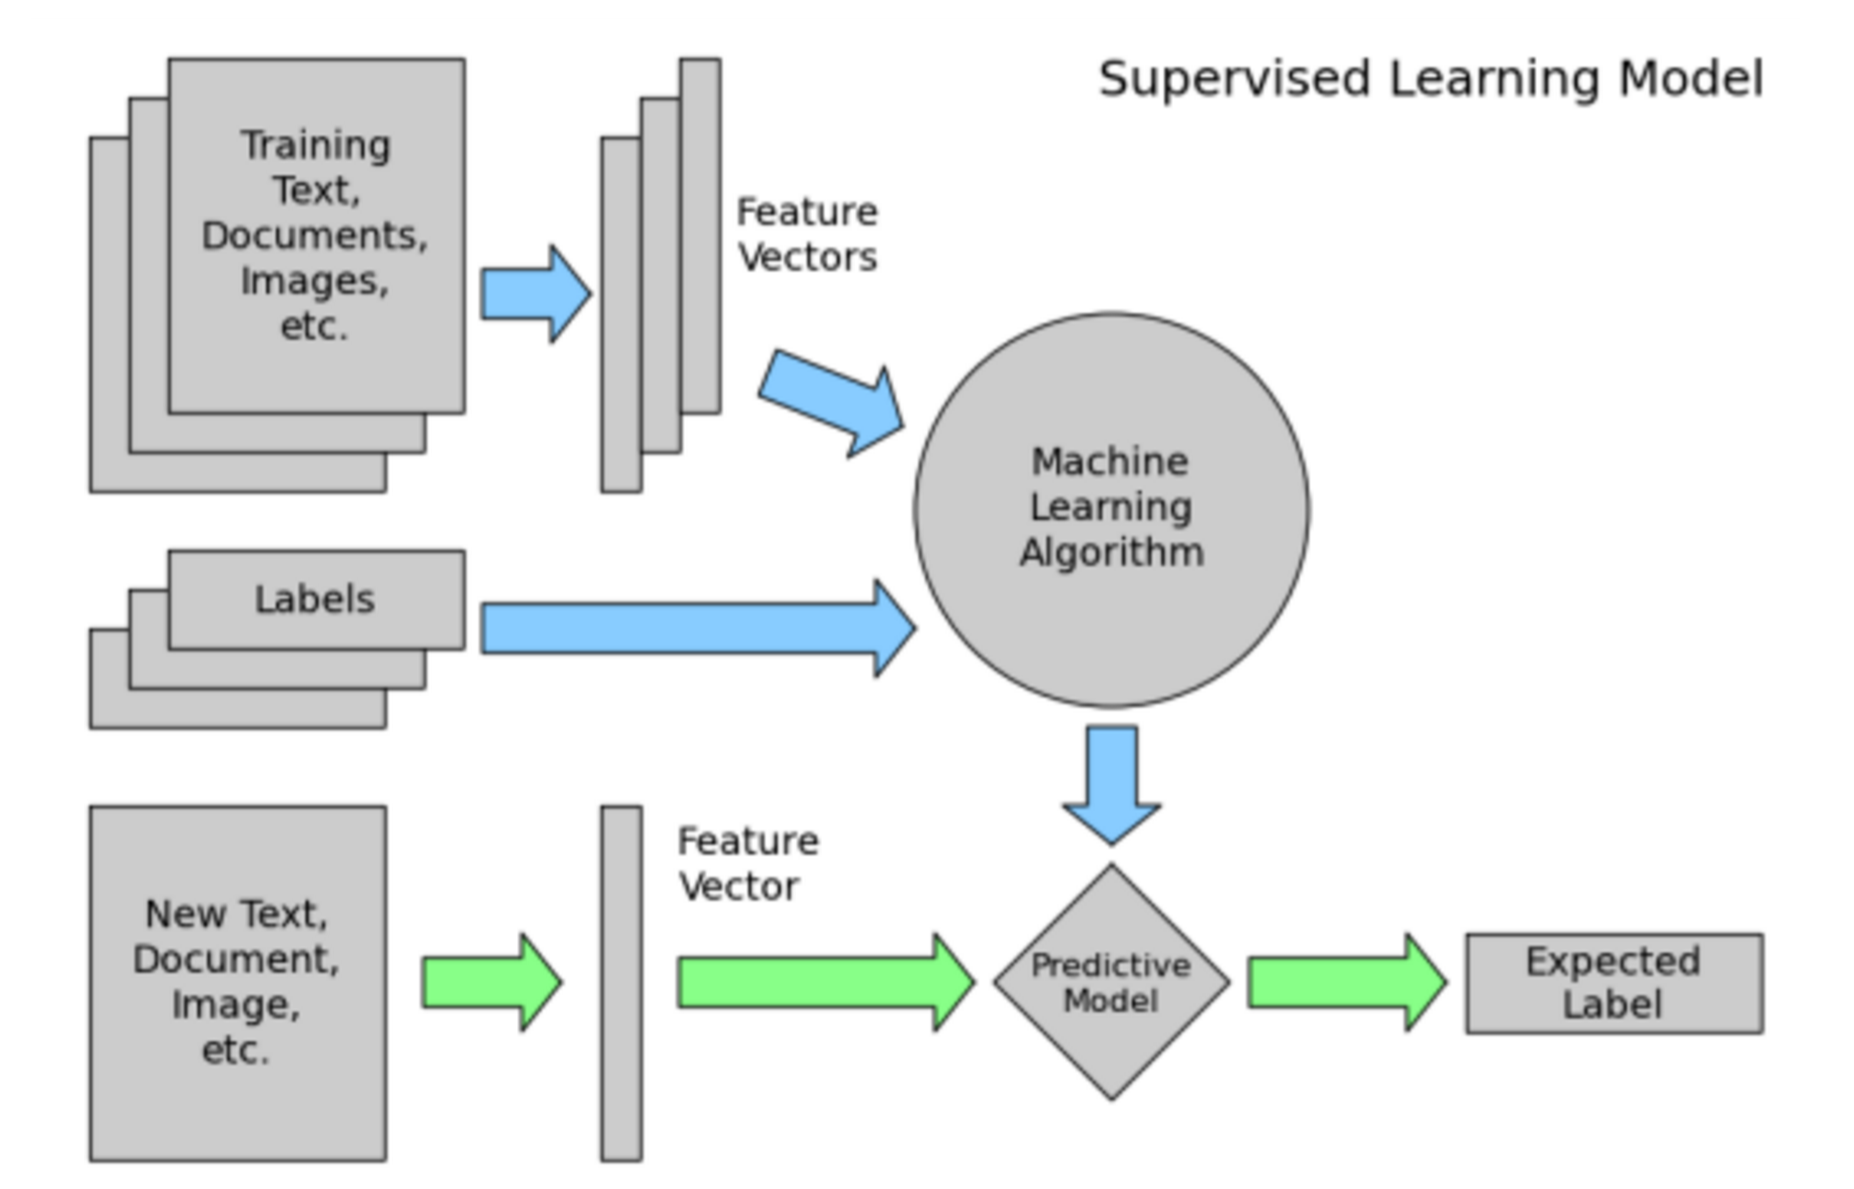 Supervised Learning Model
Training
Text,
Documents,
Images,
etc.
Feature
Vectors
Machine
Learning
Algorithm
Labels
New Text,
Document,
Image,
etc.
Feature
Vector
Predictive
Model
Expected
Label